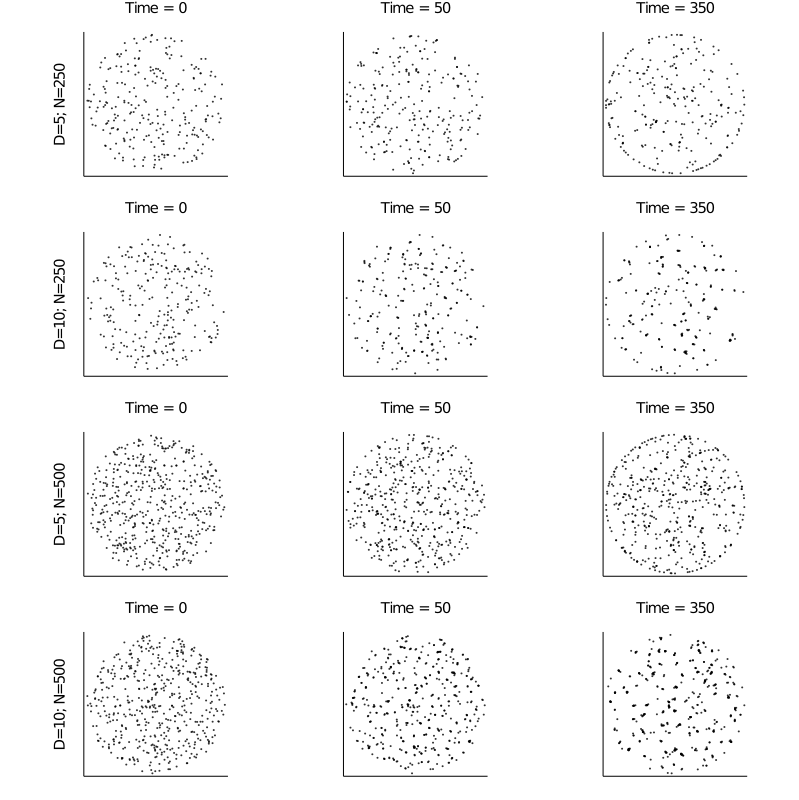 Time = 0
Time = 50
Time = 350
D=5; N=250
Time = 0
Time = 50
Time = 350
D=10; N=250
Time = 0
Time = 50
Time = 350
D=5; N=500
Time = 0
Time = 50
Time = 350
D=10; N=500